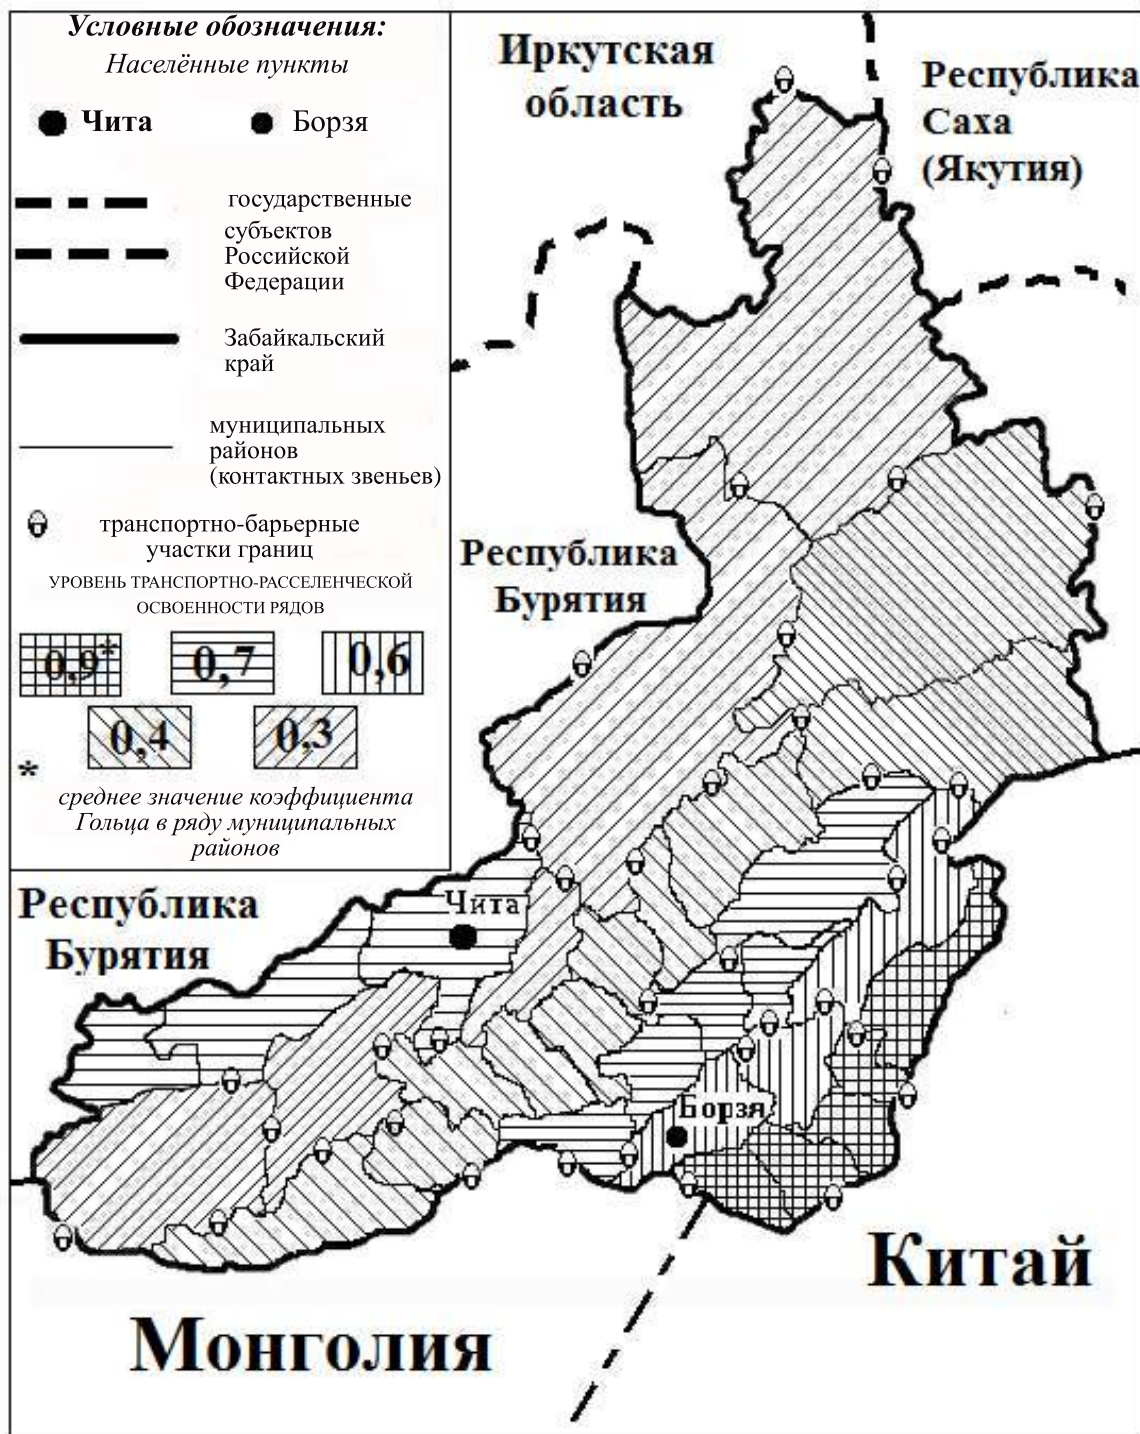 Условные обозначения:
Населённые пункты
Чита
Борзя
государственные
субъектов
Российской
Федерации
Забайкальский
край
муниципальных
районов
(контактных звеньев)
транспортно-барьерные
участки границ
УРОВЕНЬ ТРАНСПОРТНО-РАССЕЛЕНЧЕСКОЙ
ОСВОЕННОСТИ РЯДОВ
0,9*
0,7
0,6
0,4
0,3
*
среднее значение коэффициента
Гольца в ряду муниципальных
районов
Иркутская
область
Республика
Саха
(Якутия)
Республика
Бурятия
Республика
Бурятия
Чита
Борзя
Китай
Монголия